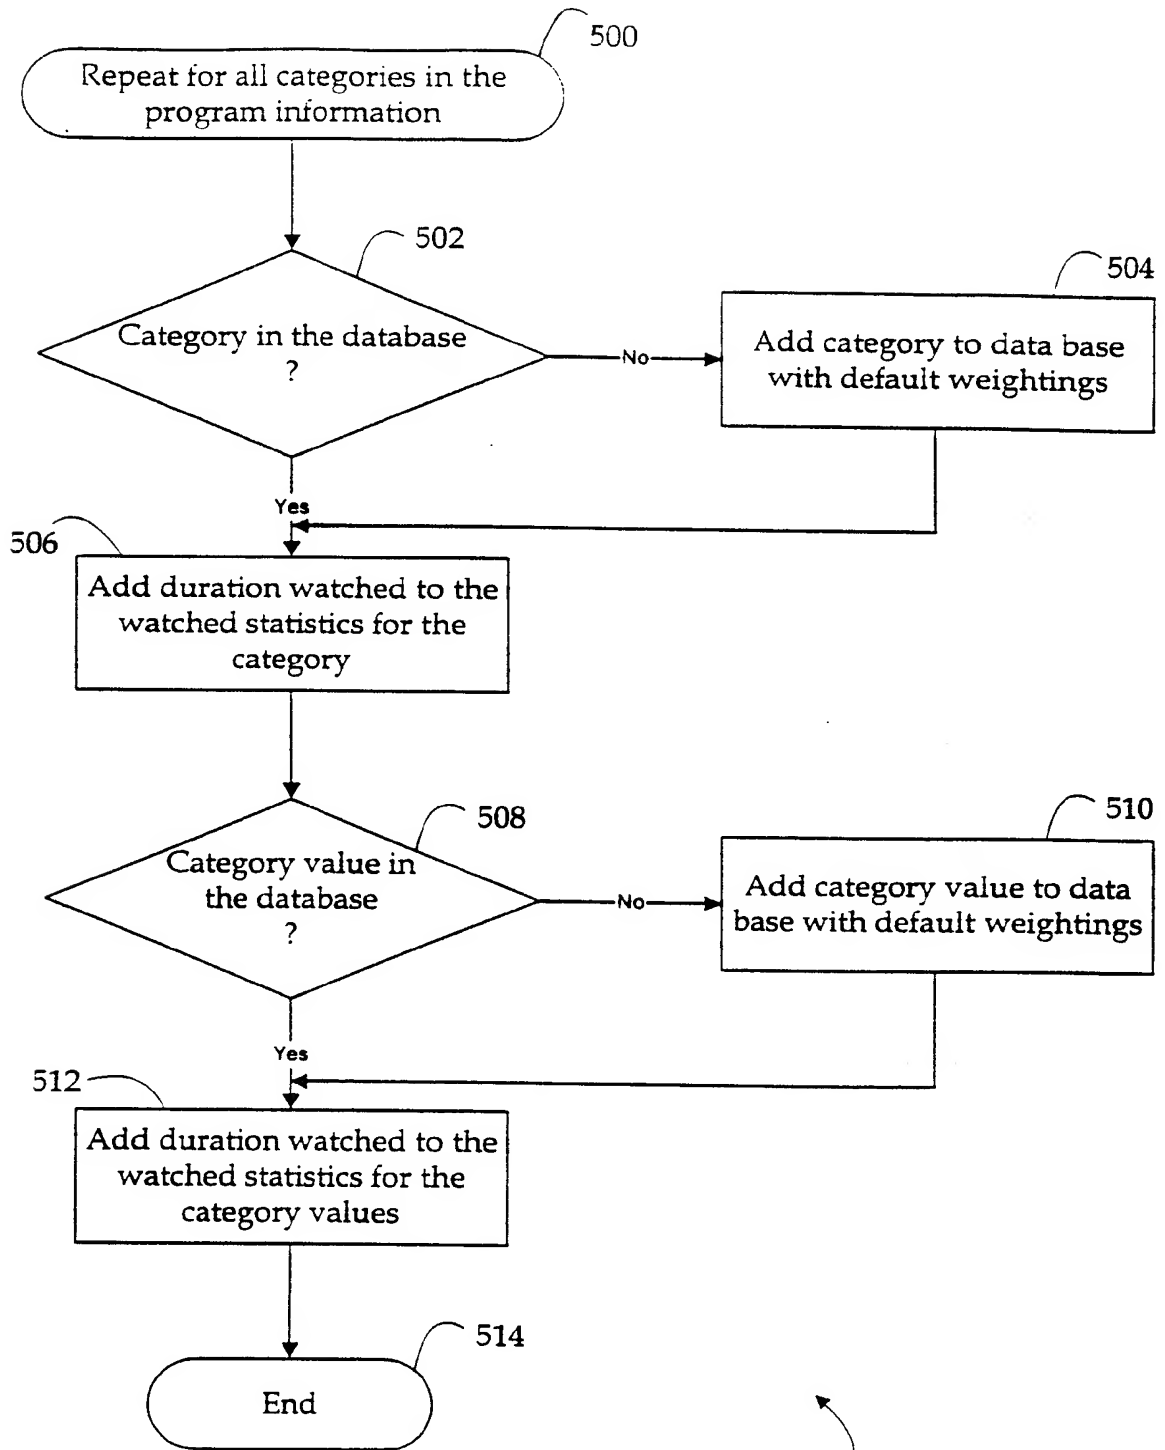 500
Repeat for all categories in the
program information
502
Category in the database
?
No
504
Add category to data base
with default weightings
Yes
506
Add duration watched to the
watched statistics for the
category
508
Category value in
the database
?
No
510
Add category value to data
base with default weightings
Yes
512
Add duration watched to the
watched statistics for the
category values
514
End